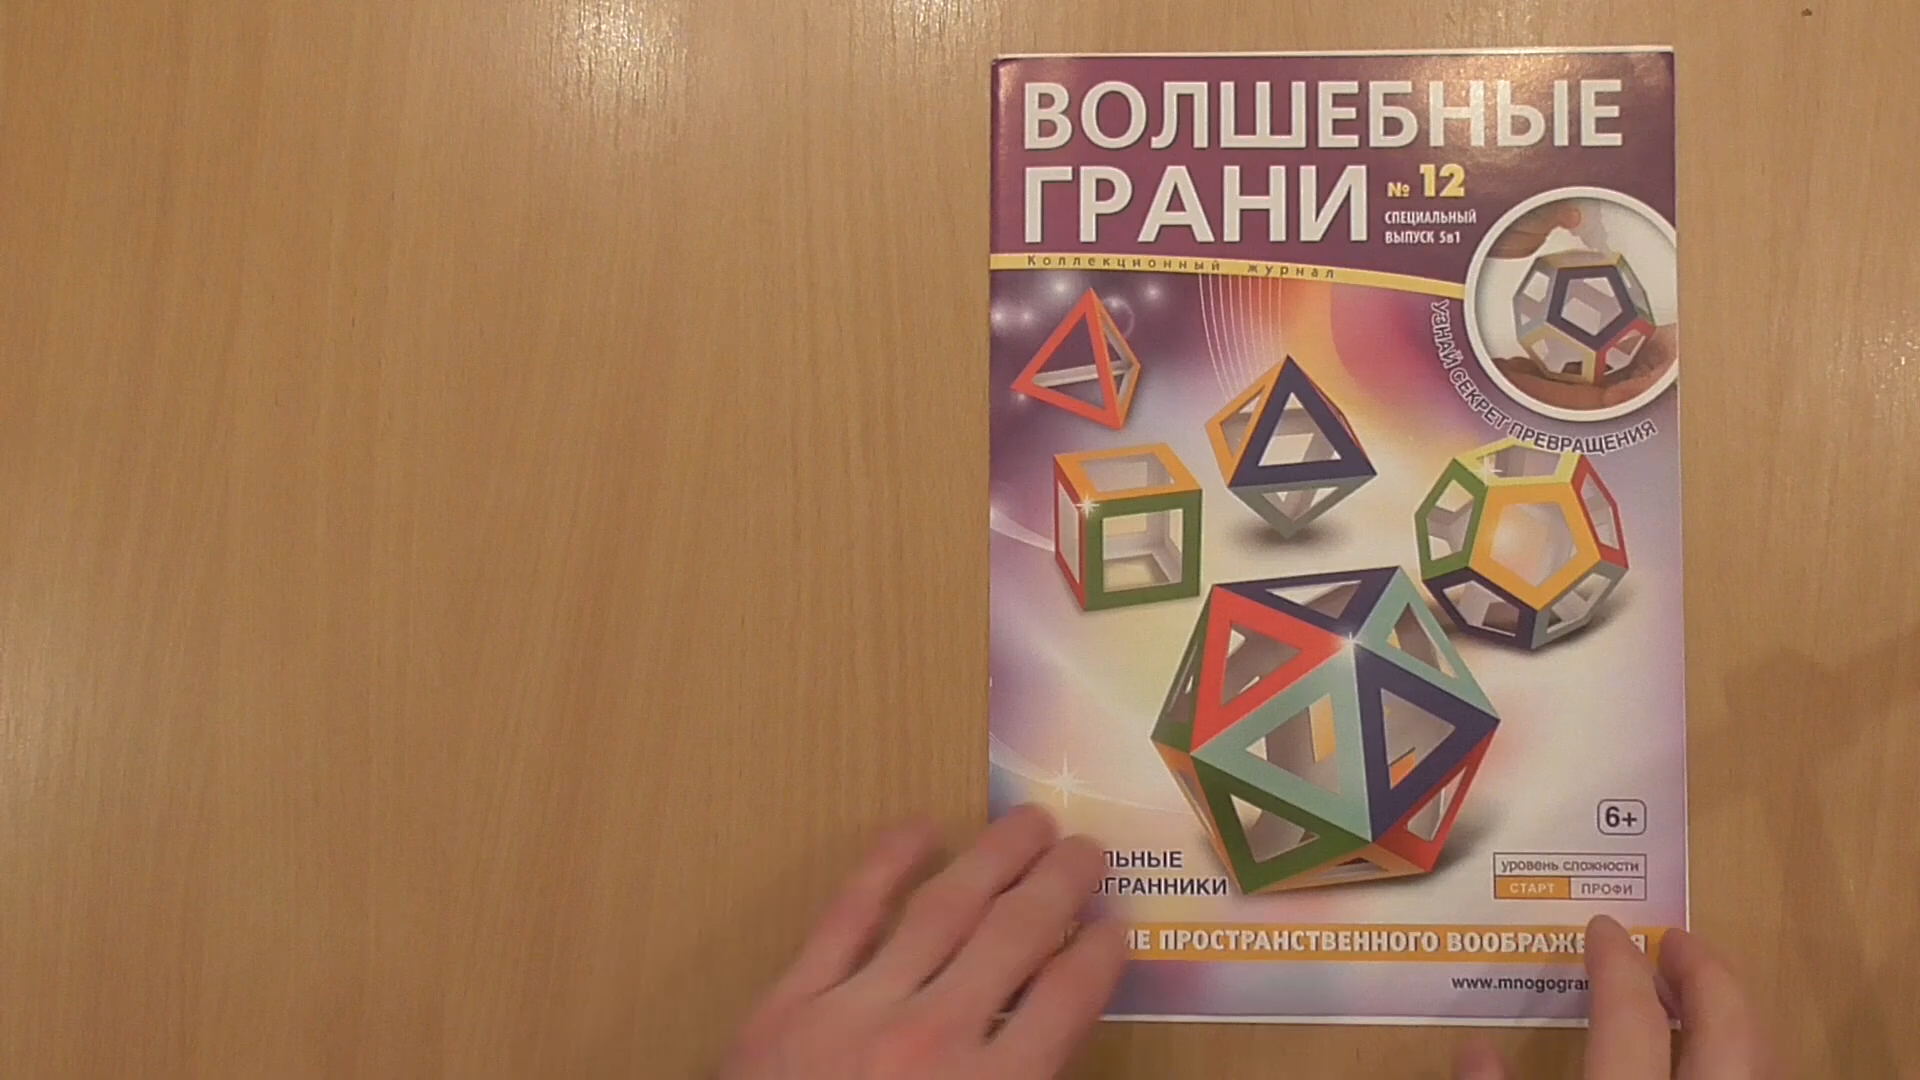 ВОЛШЕБНЫЕ
ГРАНИ № 12
СПЕЦИАЛЬНЫЙ
ВЫПУСК 5в1
Коллекционный журнал
УЗНАЙ СЕКРЕТ ПРЕВРАЩЕНИЯ
6+
уровень сложности
СТАРТ ПРОФИ
ПРОСТРАНСТВЕННОГО